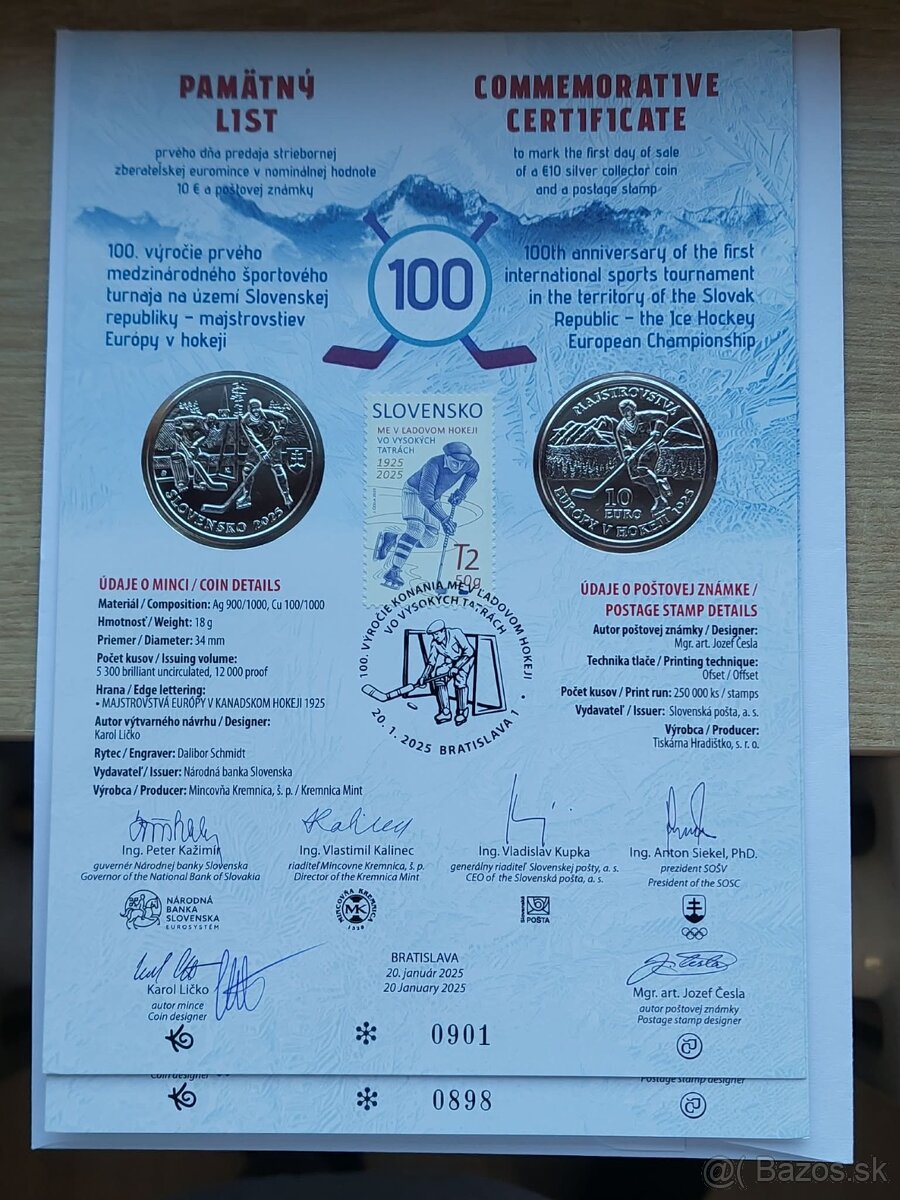 PAMÄTNÝ
LIST
prvého dňa predaja striebornej
zberateľskej euromince v nominálnej hodnote
10 € a poštovej známky
COMMEMORATIVE
CERTIFICATE
to mark the first day of sale
of a €10 silver collector coin
and a postage stamp
100. výročie prvého
medzinárodného športového
turnaja na území Slovenskej
republiky – majstrovstiev
Európy v hokeji
100
100th anniversary of the first
international sports tournament
in the territory of the Slovak
Republic – the Ice Hockey
European Championship
SLOVENSKO 2025
SLOVENSKO
ME V ĽADOVOM HOKEJI
VO VYSOKÝCH
TATRÁCH
1925
2025
T2
50g
MAJSTROVSTVÁ
EURÓPY V HOKEJI 1925
10
EURO
100. VÝROČIE KONANIA ME V ĽADOVOM HOKEJI
VO VYSOKÝCH TATRÁCH
20. 1. 2025 BRATISLAVA 1
ÚDAJE O MINCI / COIN DETAILS
Materiál / Composition: Ag 900/1000, Cu 100/1000
Hmotnosť / Weight: 18 g
Priemer / Diameter: 34 mm
Počet kusov / Issuing volume:
5 300 brilliant uncirculated, 12 000 proof
Hrana / Edge lettering:
• MAJSTROVSTVÁ EURÓPY V KANADSKOM HOKEJI 1925
Autor výtvarného návrhu / Designer:
Karol Ličko
Rytec / Engraver: Dalibor Schmidt
Vydavateľ / Issuer: Národná banka Slovenska
Výrobca / Producer: Mincovňa Kremnica, š. p. / Kremnica Mint
ÚDAJE O POŠTOVEJ ZNÁMKE /
POSTAGE STAMP DETAILS
Autor poštovej známky / Designer:
Mgr. art. Jozef Česla
Technika tlače / Printing technique:
Ofset / Offset
Počet kusov / Print run: 250 000 ks / stamps
Vydavateľ / Issuer: Slovenská pošta, a. s.
Výrobca / Producer:
Tiskárna Hradištko, s. r. o.
Ing. Peter Kažimír
guvernér Národnej banky Slovenska
Governor of the National Bank of Slovakia
Ing. Vlastimil Kalinec
riaditeľ Mincovne Kremnica, š. p.
Director of the Kremnica Mint
Ing. Vladislav Kupka
generálny riaditeľ Slovenskej pošty, a. s.
CEO of the Slovenská pošta, a. s.
Ing. Anton Siekel, PhD.
prezident SOŠV
President of the SOSC
NÁRODNÁ
BANKA
SLOVENSKA
EUROSYSTÉM
MINCOVŇA KREMNICA
MK
1328
Slovenská
POŠTA
Karol Ličko
autor mince
Coin designer
BRATISLAVA
20. január 2025
20 January 2025
Mgr. art. Jozef Česla
autor poštovej známky
Postage stamp designer
0901
Coin designer
Postage stamp designer
0898
@( Bazos.sk